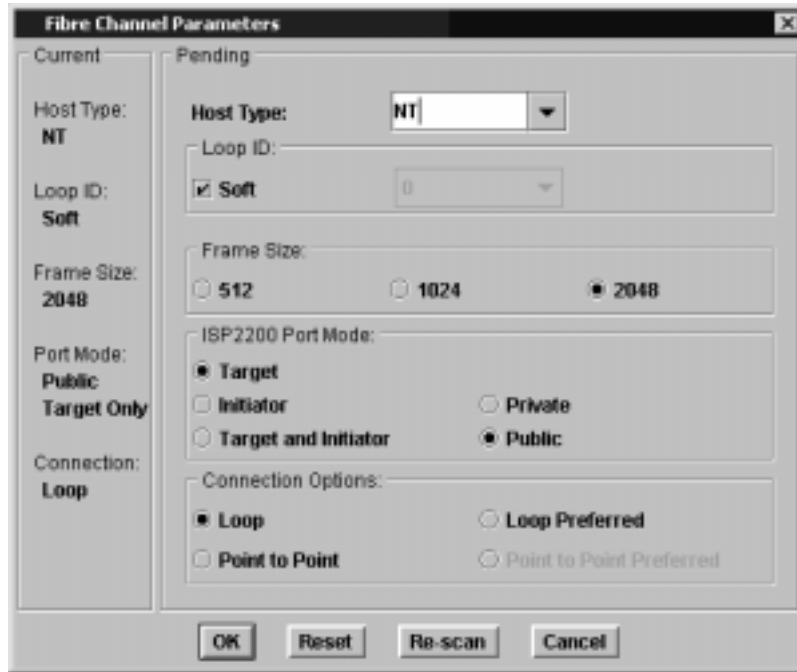 Fibre Channel Parameters
Current
Host Type:
NT
Loop ID:
Soft
Frame Size:
2048
Port Mode:
Public
Target Only
Connection:
Loop
Pending
Host Type: NT
Loop ID:
Soft 0
Frame Size:
512 1024 2048
ISP2200 Port Mode:
Target
Initiator Private
Target and Initiator Public
Connection Options:
Loop Loop Preferred
Point to Point Point to Point Preferred
OK Reset Re-scan Cancel